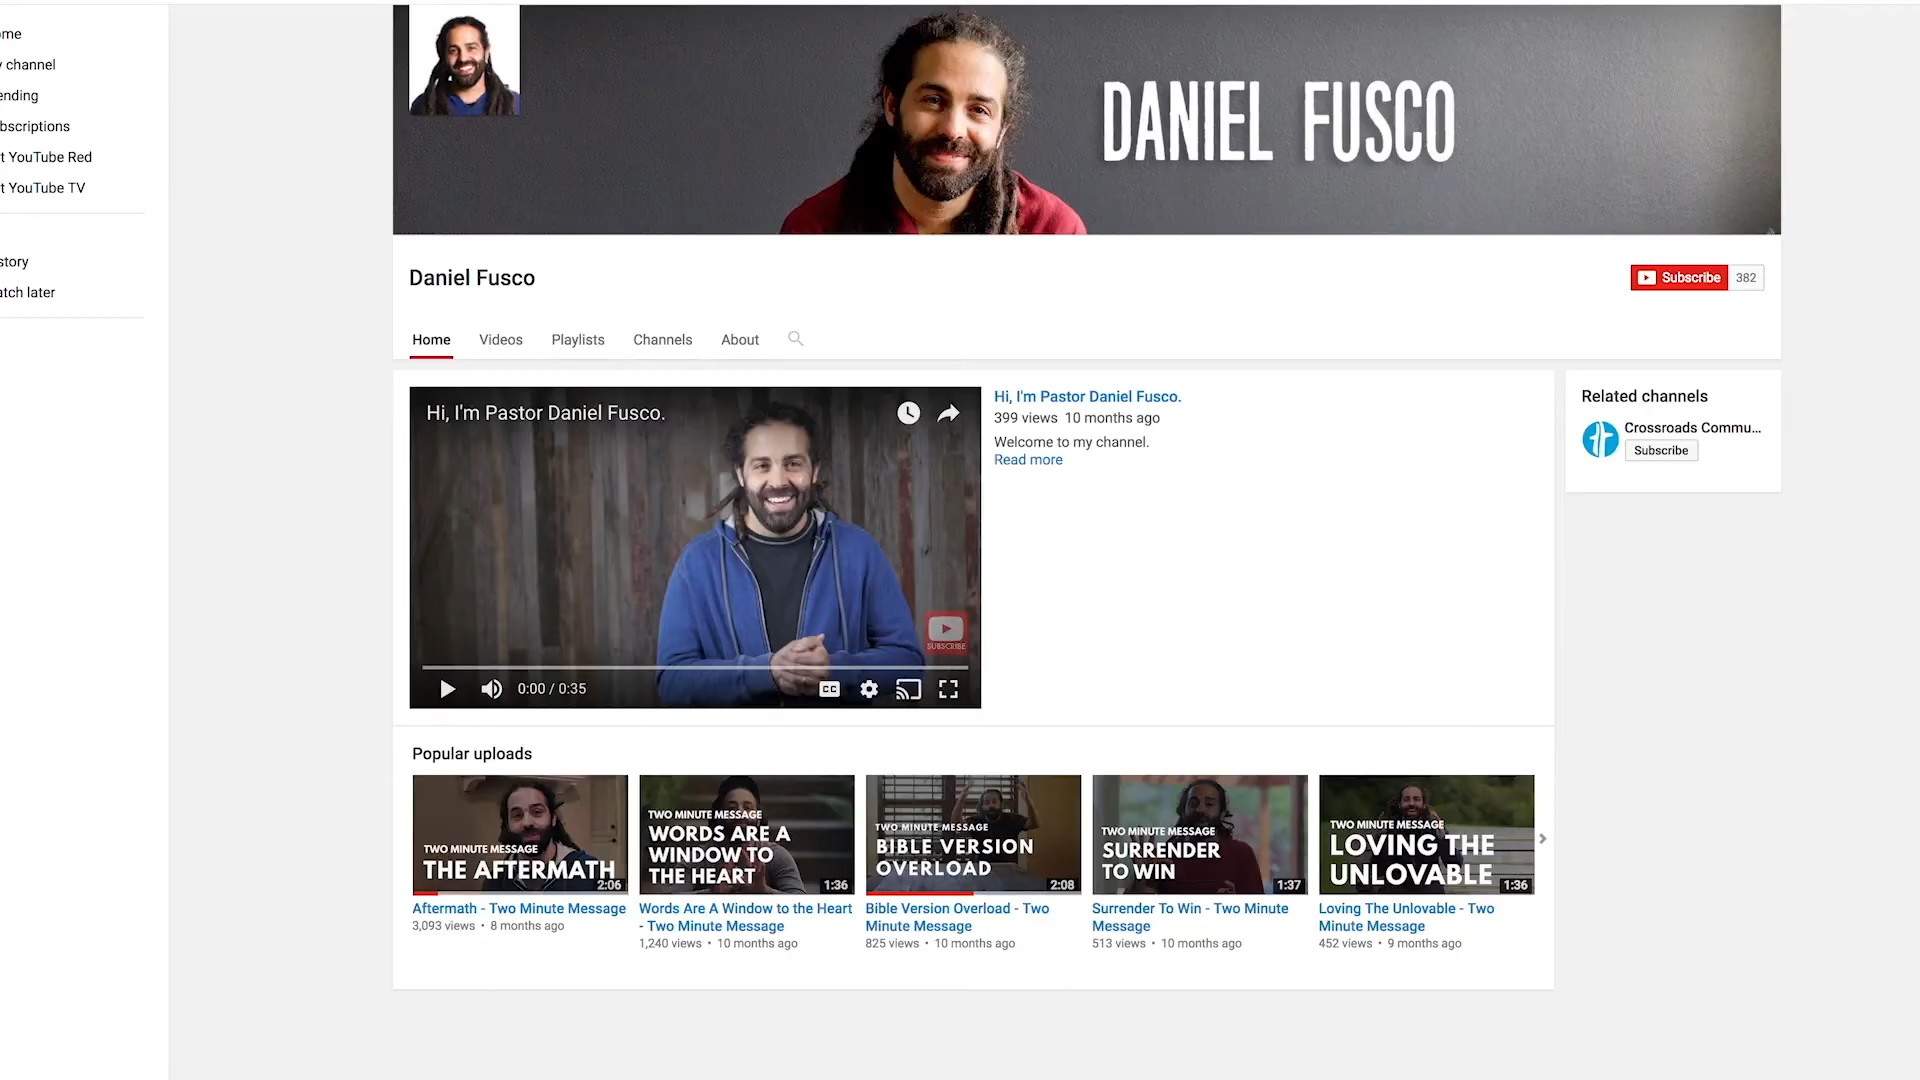 ome
y channel
ending
bscriptions
t YouTube Red
t YouTube TV
story
atch later
DANIEL FUSCO
Daniel Fusco
Subscribe 382
Home Videos Playlists Channels About
Hi, I'm Pastor Daniel Fusco.
SUBSCRIBE
0:00 / 0:35
CC
Hi, I'm Pastor Daniel Fusco.
399 views 10 months ago
Welcome to my channel.
Read more
Related channels
Crossroads Commu...
Subscribe
Popular uploads
TWO MINUTE MESSAGE
THE AFTERMATH
2:06
Aftermath - Two Minute Message
3,093 views • 8 months ago
TWO MINUTE MESSAGE
WORDS ARE A
WINDOW TO
THE HEART
1:36
Words Are A Window to the Heart
- Two Minute Message
1,240 views • 10 months ago
TWO MINUTE MESSAGE
BIBLE VERSION
OVERLOAD
2:08
Bible Version Overload - Two
Minute Message
825 views • 10 months ago
TWO MINUTE MESSAGE
SURRENDER
TO WIN
1:37
Surrender To Win - Two Minute
Message
513 views • 10 months ago
TWO MINUTE MESSAGE
LOVING THE
UNLOVABLE
1:36
Loving The Unlovable - Two
Minute Message
452 views • 9 months ago